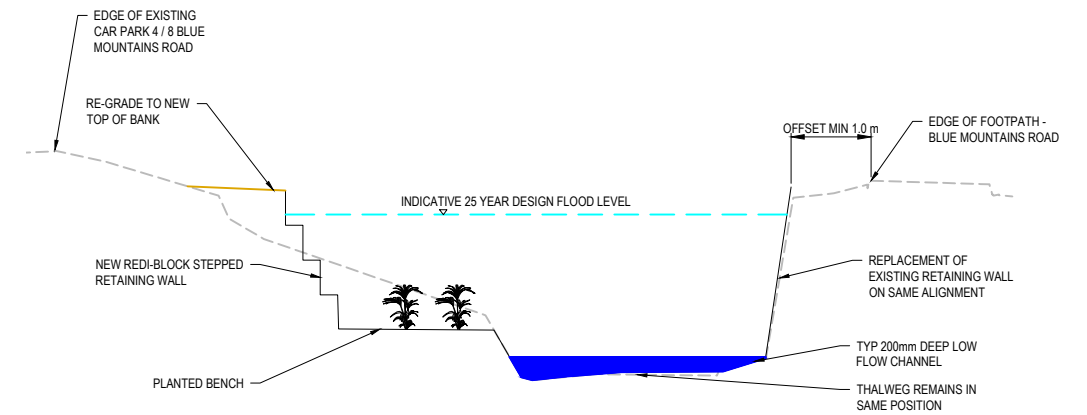 EDGE OF EXISTING
CAR PARK 4 / 8 BLUE
MOUNTAINS ROAD
RE-GRADE TO NEW
TOP OF BANK
OFFSET MIN 1.0 m
EDGE OF FOOTPATH -
BLUE MOUNTAINS ROAD
INDICATIVE 25 YEAR DESIGN FLOOD LEVEL
NEW REDI-BLOCK STEPPED
RETAINING WALL
REPLACEMENT OF
EXISTING RETAINING WALL
ON SAME ALIGNMENT
PLANTED BENCH
TYP 200mm DEEP LOW
FLOW CHANNEL
THALWEG REMAINS IN
SAME POSITION